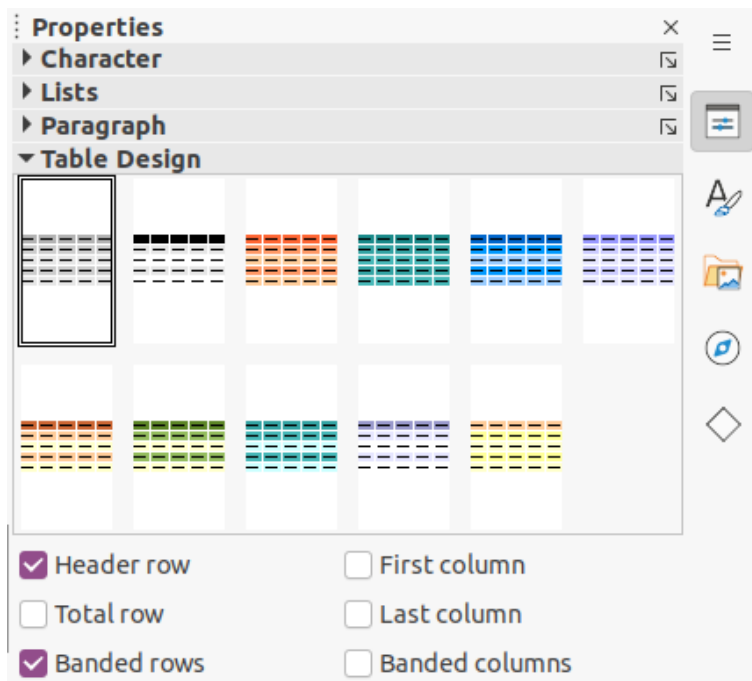 Properties
Character
Lists
Paragraph
Table Design
Header row
First column
Total row
Last column
Banded rows
Banded columns